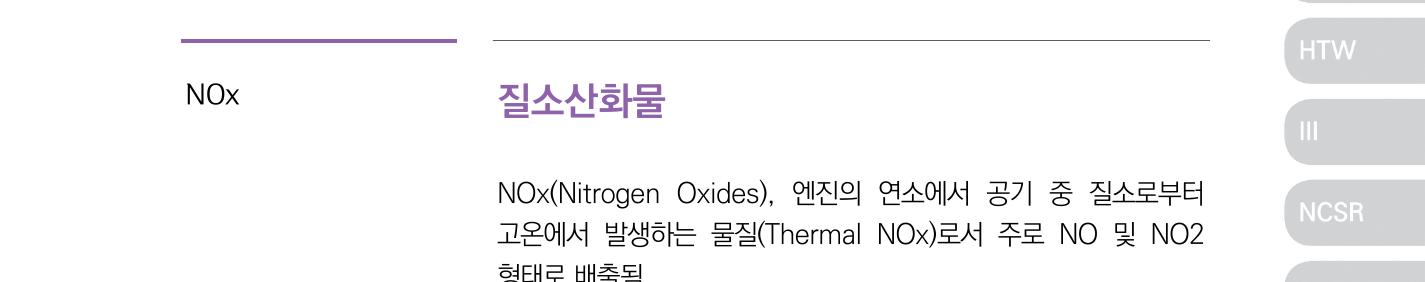 HTW
NOx
질소산화물
III
NOx(Nitrogen Oxides), 엔진의 연소에서 공기 중 질소로부터
NCSR
고온에서 발생하는 물질(Thermal NOx)로서 주로 NO 및 NO2
형태로 배출됨